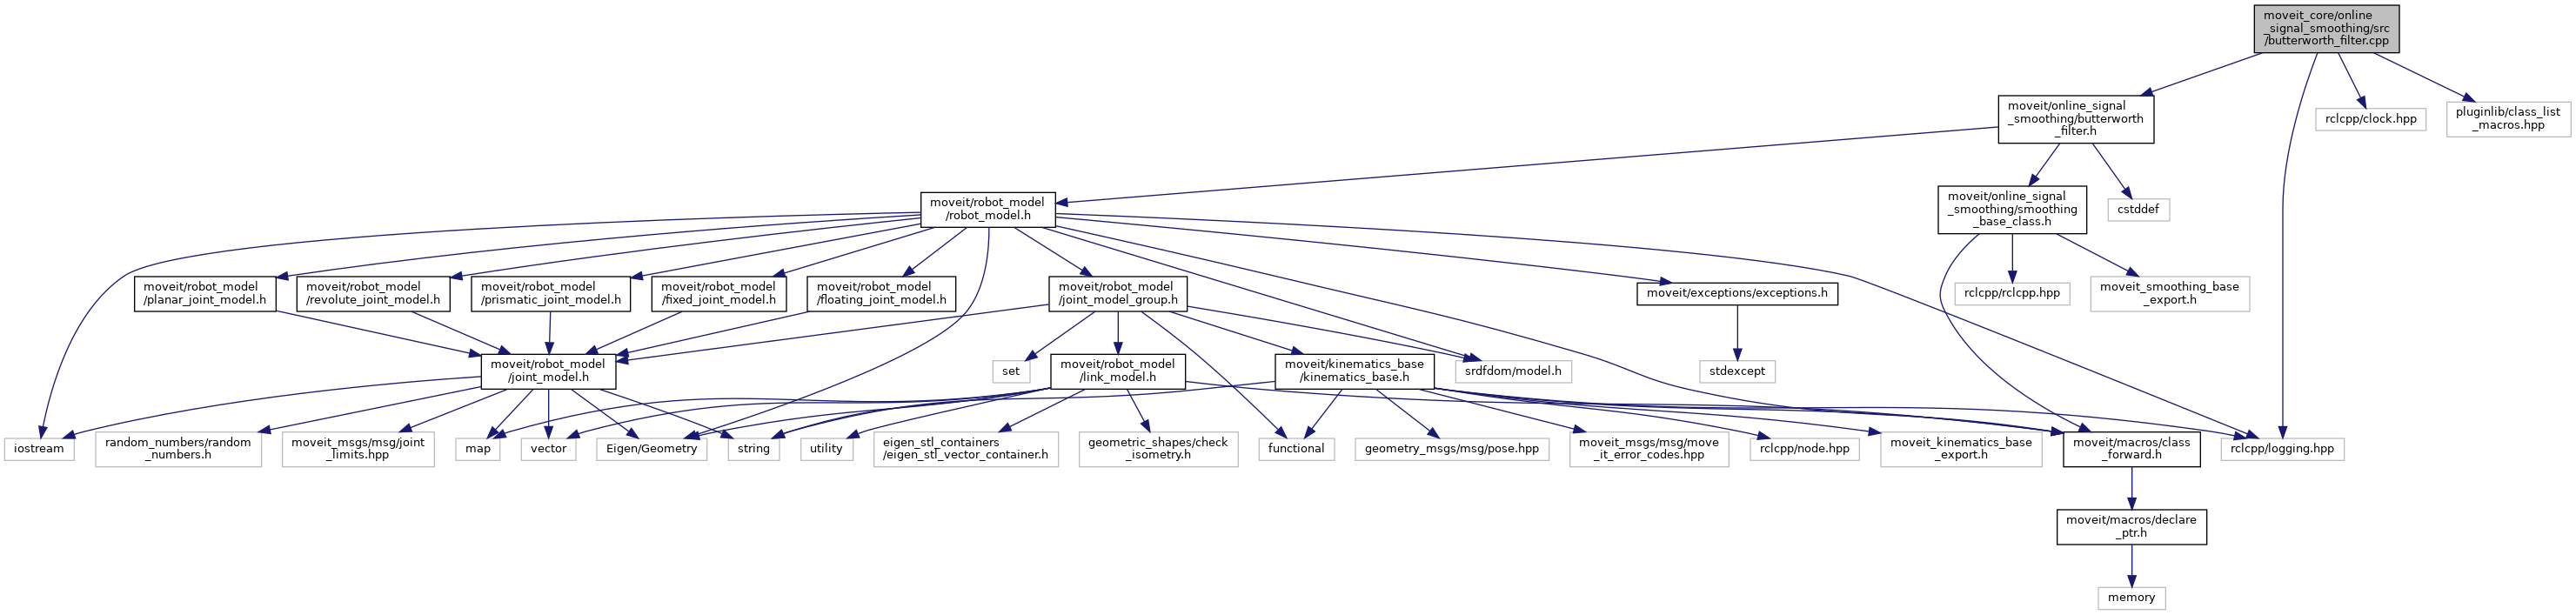 moveit_core/online
_signal_smoothing/src
/butterworth_filter.cpp
moveit/online_signal
_smoothing/butterworth
_filter.h
rclcpp/clock.hpp
pluginlib/class_list
_macros.hpp
moveit/robot_model
/robot_model.h
moveit/online_signal
_smoothing/smoothing
_base_class.h
cstddef
moveit/robot_model
/planar_joint_model.h
moveit/robot_model
/revolute_joint_model.h
moveit/robot_model
/prismatic_joint_model.h
moveit/robot_model
/fixed_joint_model.h
moveit/robot_model
/floating_joint_model.h
moveit/robot_model
/joint_model_group.h
moveit/exceptions/exceptions.h
rclcpp/rclcpp.hpp
moveit_smoothing_base
_export.h
moveit/robot_model
/joint_model.h
set
moveit/robot_model
/link_model.h
moveit/kinematics_base
/kinematics_base.h
srdfdom/model.h
stdexcept
iostream
random_numbers/random
_numbers.h
moveit_msgs/msg/joint
_limits.hpp
map
vector
Eigen/Geometry
string
utility
eigen_stl_containers
/eigen_stl_vector_container.h
geometric_shapes/check
_isometry.h
functional
geometry_msgs/msg/pose.hpp
moveit_msgs/msg/move
_it_error_codes.hpp
rclcpp/node.hpp
moveit_kinematics_base
_export.h
moveit/macros/class
_forward.h
rclcpp/logging.hpp
moveit/macros/declare
_ptr.h
memory